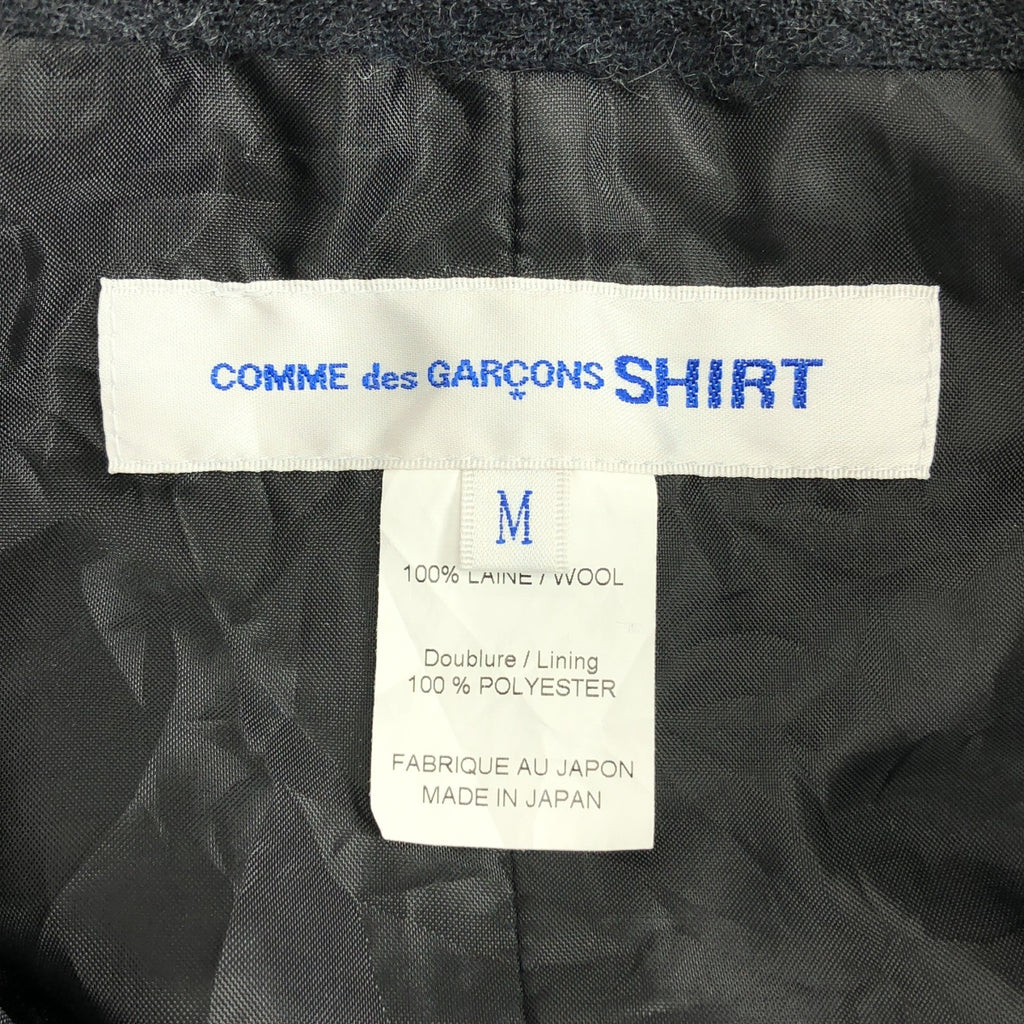 COMME des GARÇONS SHIRT
*
M
100% LAINE / WOOL
Doublure / Lining
100 % POLYESTER
FABRIQUE AU JAPON
MADE IN JAPAN